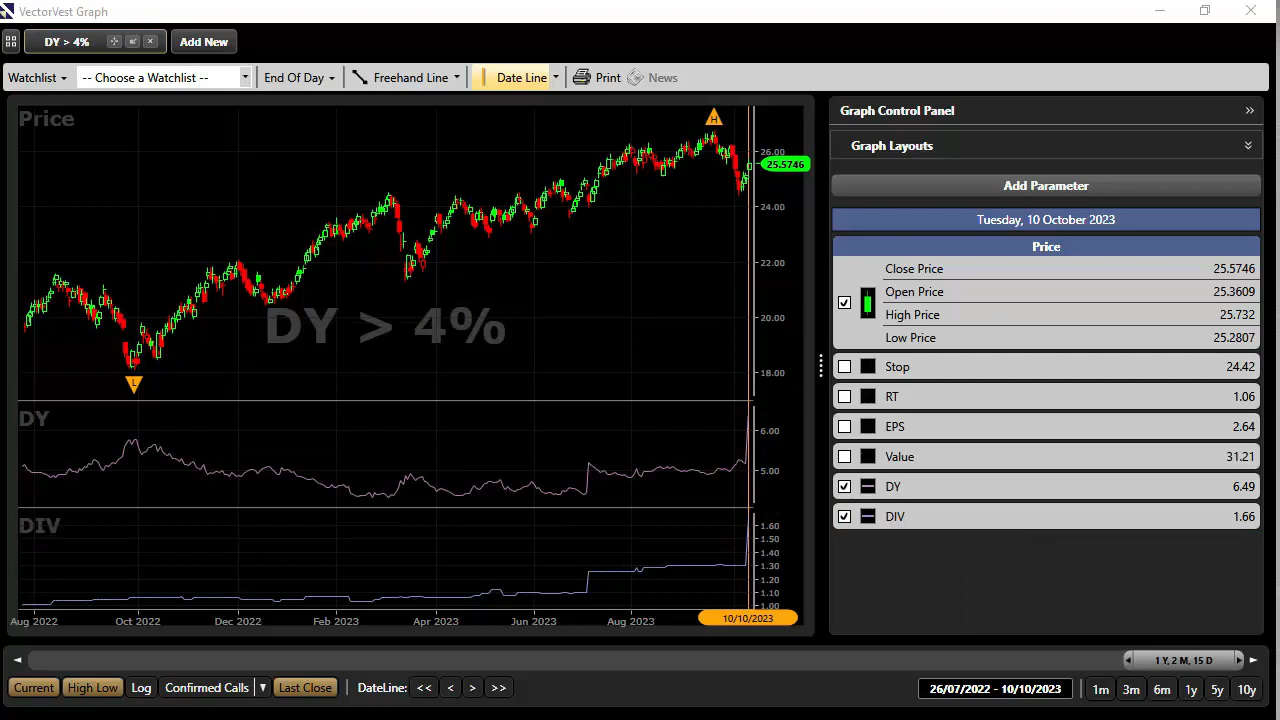 VectorVest Graph
DY > 4%
Add New
Watchlist
-- Choose a Watchlist --
End Of Day
Freehand Line
Date Line
Print
News
Price
H
26.00
25.5746
24.00
22.00
20.00
18.00
L
DY > 4%
DY
6.00
5.00
DIV
1.60
1.50
1.40
1.30
1.20
1.10
1.00
Aug 2022 Oct 2022 Dec 2022 Feb 2023 Apr 2023 Jun 2023 Aug 2023 10/10/2023
Graph Control Panel
Graph Layouts
Add Parameter
Tuesday, 10 October 2023
Price
Close Price 25.5746
Open Price 25.3609
High Price 25.732
Low Price 25.2807
Stop 24.42
RT 1.06
EPS 2.64
Value 31.21
DY 6.49
DIV 1.66
1 Y, 2 M, 15 D
Current High Low Log Confirmed Calls Last Close DateLine: << < > >> 26/07/2022 - 10/10/2023 1m 3m 6m 1y 5y 10y